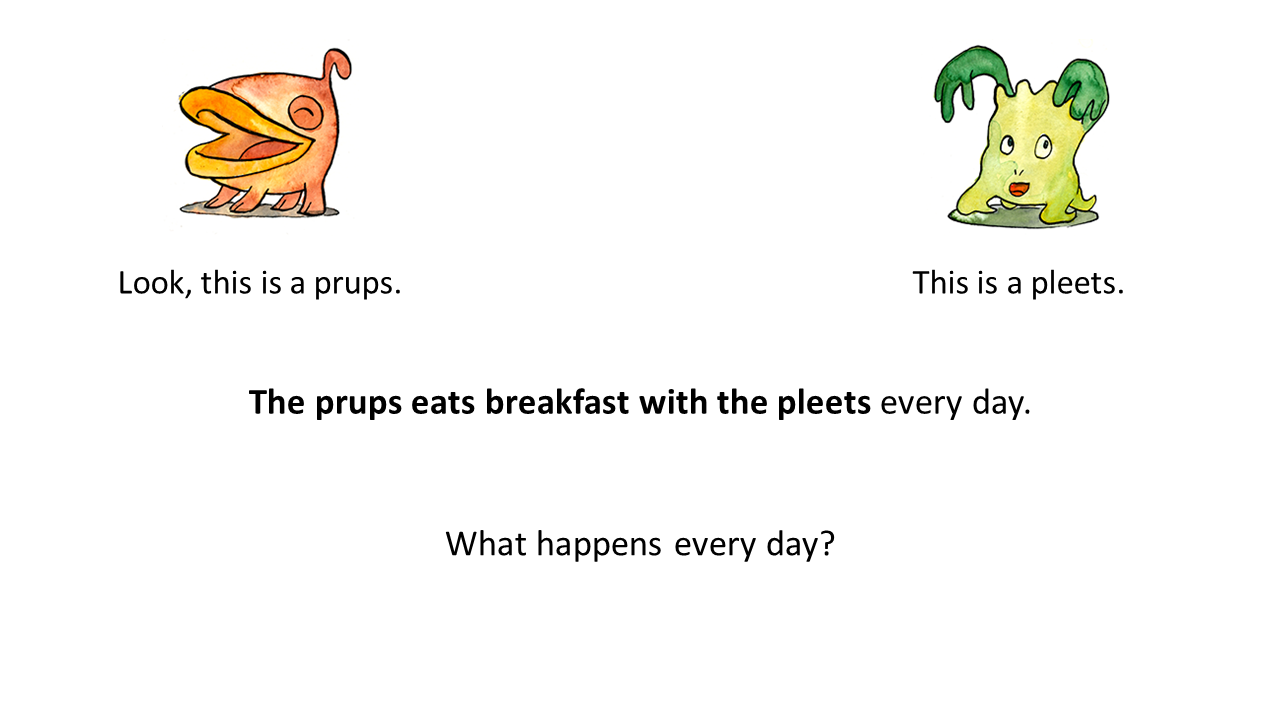 Look, this is a prups.
This is a pleets.
The prups eats breakfast with the pleets every day.
What happens every day?